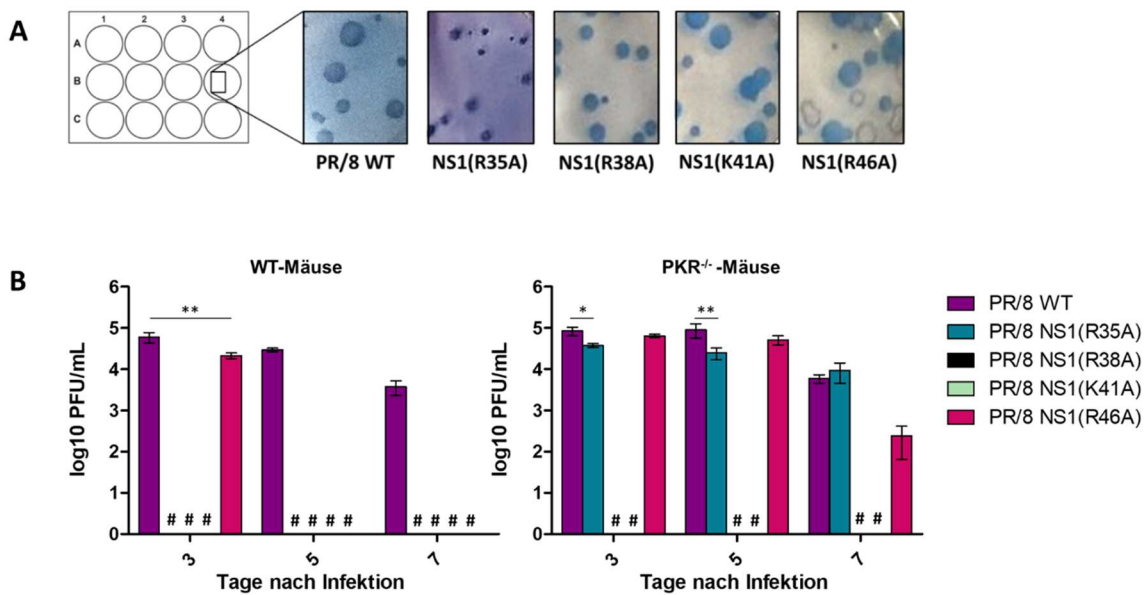 A
1 2 3 4
A
B
C
PR/8 WT NS1(R35A) NS1(R38A) NS1(K41A) NS1(R46A)
B
WT-Mäuse
log10 PFU/mL
6
5
4
3
2
1
0
**
# # #
# # # #
# # # #
3 5 7
Tage nach Infektion
PKR-/- -Mäuse
log10 PFU/mL
6
5
4
3
2
1
0
* **
# #
# #
# #
3 5 7
Tage nach Infektion
PR/8 WT
PR/8 NS1(R35A)
PR/8 NS1(R38A)
PR/8 NS1(K41A)
PR/8 NS1(R46A)